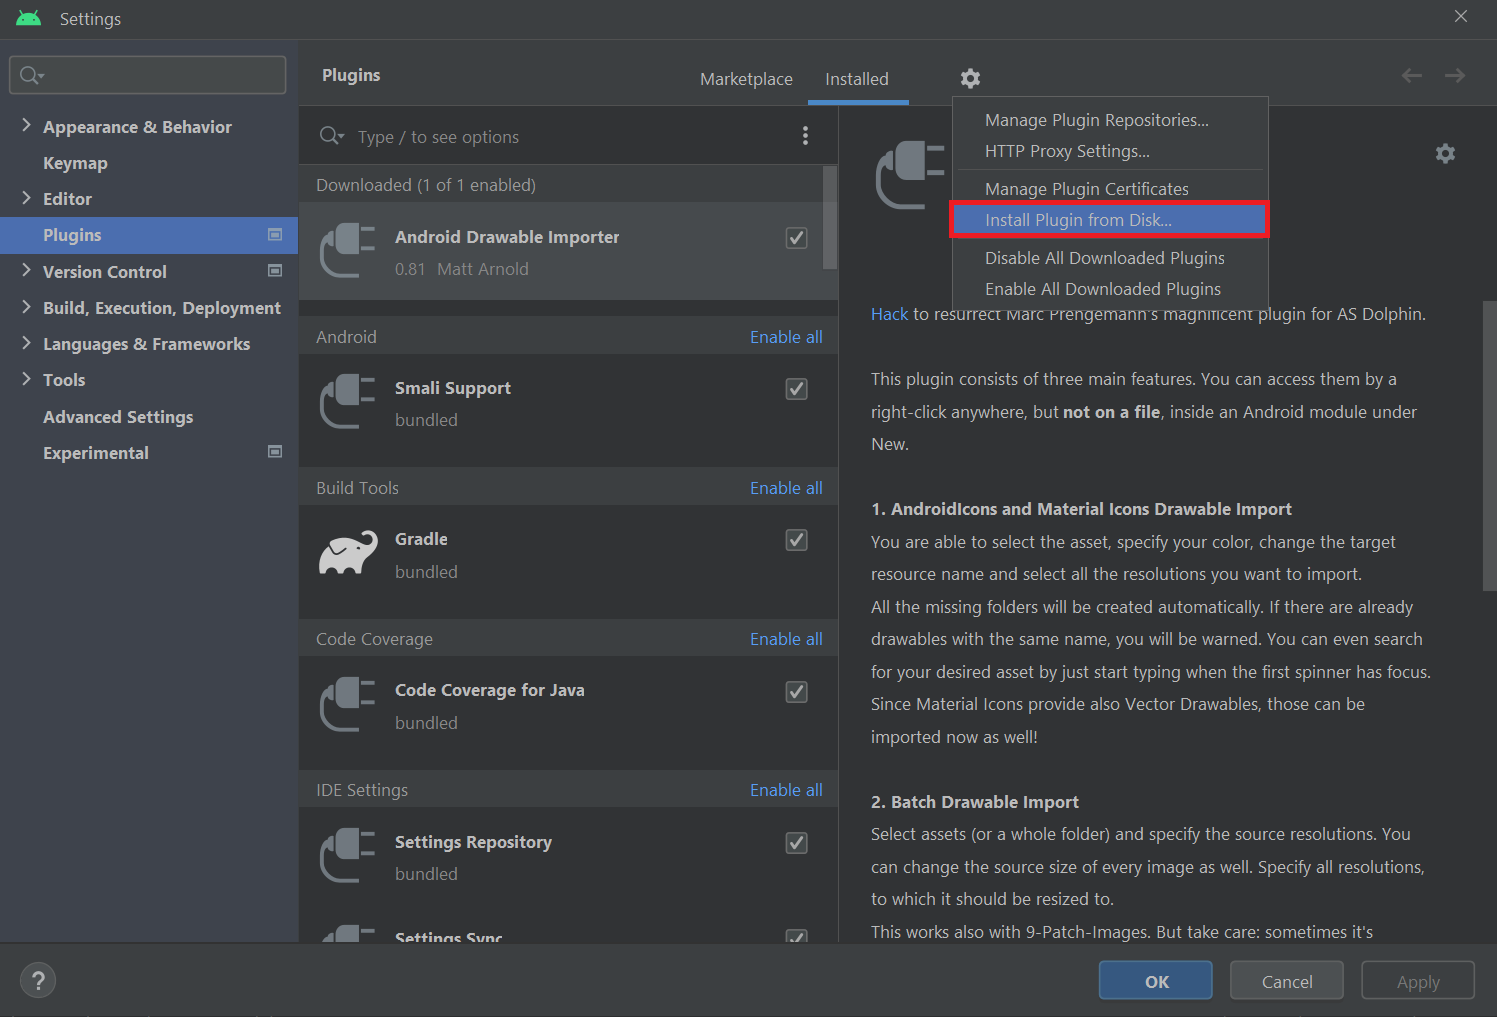 Settings
Plugins
Marketplace
Installed
Appearance & Behavior
Keymap
Editor
Plugins
Version Control
Build, Execution, Deployment
Languages & Frameworks
Tools
Advanced Settings
Experimental
Type / to see options
Downloaded (1 of 1 enabled)
Android Drawable Importer
0.81 Matt Arnold
Android Enable all
Smali Support
bundled
Build Tools Enable all
Gradle
bundled
Code Coverage Enable all
Code Coverage for Java
bundled
IDE Settings Enable all
Settings Repository
bundled
Settings Sync
Manage Plugin Repositories...
HTTP Proxy Settings...
Manage Plugin Certificates
Install Plugin from Disk...
Disable All Downloaded Plugins
Enable All Downloaded Plugins
Hack to resurrect Marc Prengemann's magnificent plugin for AS Dolphin.
This plugin consists of three main features. You can access them by a
right-click anywhere, but not on a file, inside an Android module under
New.
1. AndroidIcons and Material Icons Drawable Import
You are able to select the asset, specify your color, change the target
resource name and select all the resolutions you want to import.
All the missing folders will be created automatically. If there are already
drawables with the same name, you will be warned. You can even search
for your desired asset by just start typing when the first spinner has focus.
Since Material Icons provide also Vector Drawables, those can be
imported now as well!
2. Batch Drawable Import
Select assets (or a whole folder) and specify the source resolutions. You
can change the source size of every image as well. Specify all resolutions,
to which it should be resized to.
This works also with 9-Patch-Images. But take care: sometimes it's
?
OK
Cancel
Apply